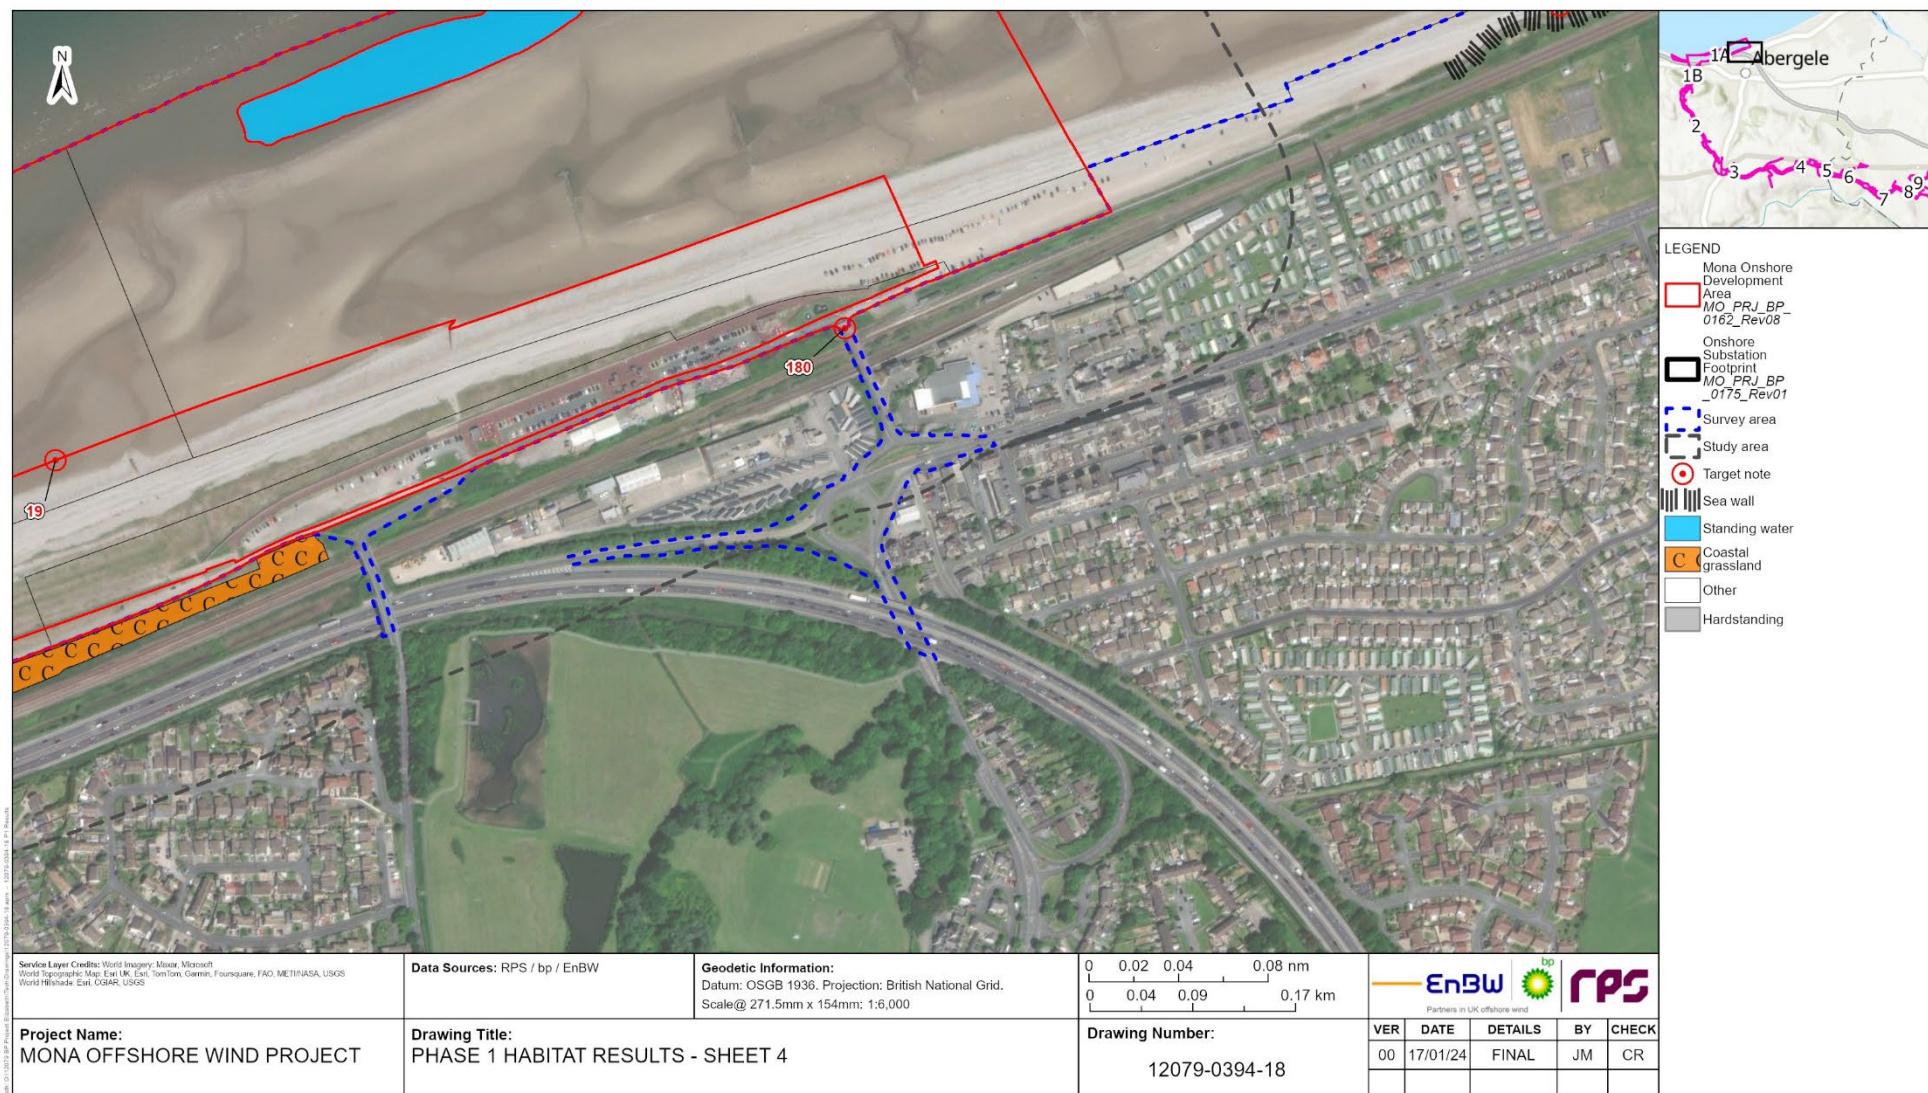 N
19
180
1A
Abergele
1B
2
3
4
5
6
7
8
9
LEGEND
Mona Onshore
Development
Area
MO_PRJ_BP_
0162_Rev08
Onshore
Substation
Footprint
MO_PRJ_BP
_0175_Rev01
Survey area
Study area
Target note
Sea wall
Standing water
C
Coastal
grassland
Other
Hardstanding
Service Layer Credits: World Imagery: Maxar, Microsoft
World Topographic Map: Esri UK, Esri, TomTom, Garmin, Foursquare, FAO, METI/NASA, USGS
World Hillshade: Esri, CGIAR, USGS
Data Sources: RPS / bp / EnBW
Geodetic Information:
Datum: OSGB 1936. Projection: British National Grid.
Scale@ 271.5mm x 154mm: 1:6,000
0 0.02 0.04 0.08 nm
0 0.04 0.09 0.17 km
EnBW
bp
rps
Partners in UK offshore wind
Project Name:
MONA OFFSHORE WIND PROJECT
Drawing Title:
PHASE 1 HABITAT RESULTS - SHEET 4
Drawing Number:
12079-0394-18
VER DATE DETAILS BY CHECK
00 17/01/24 FINAL JM CR